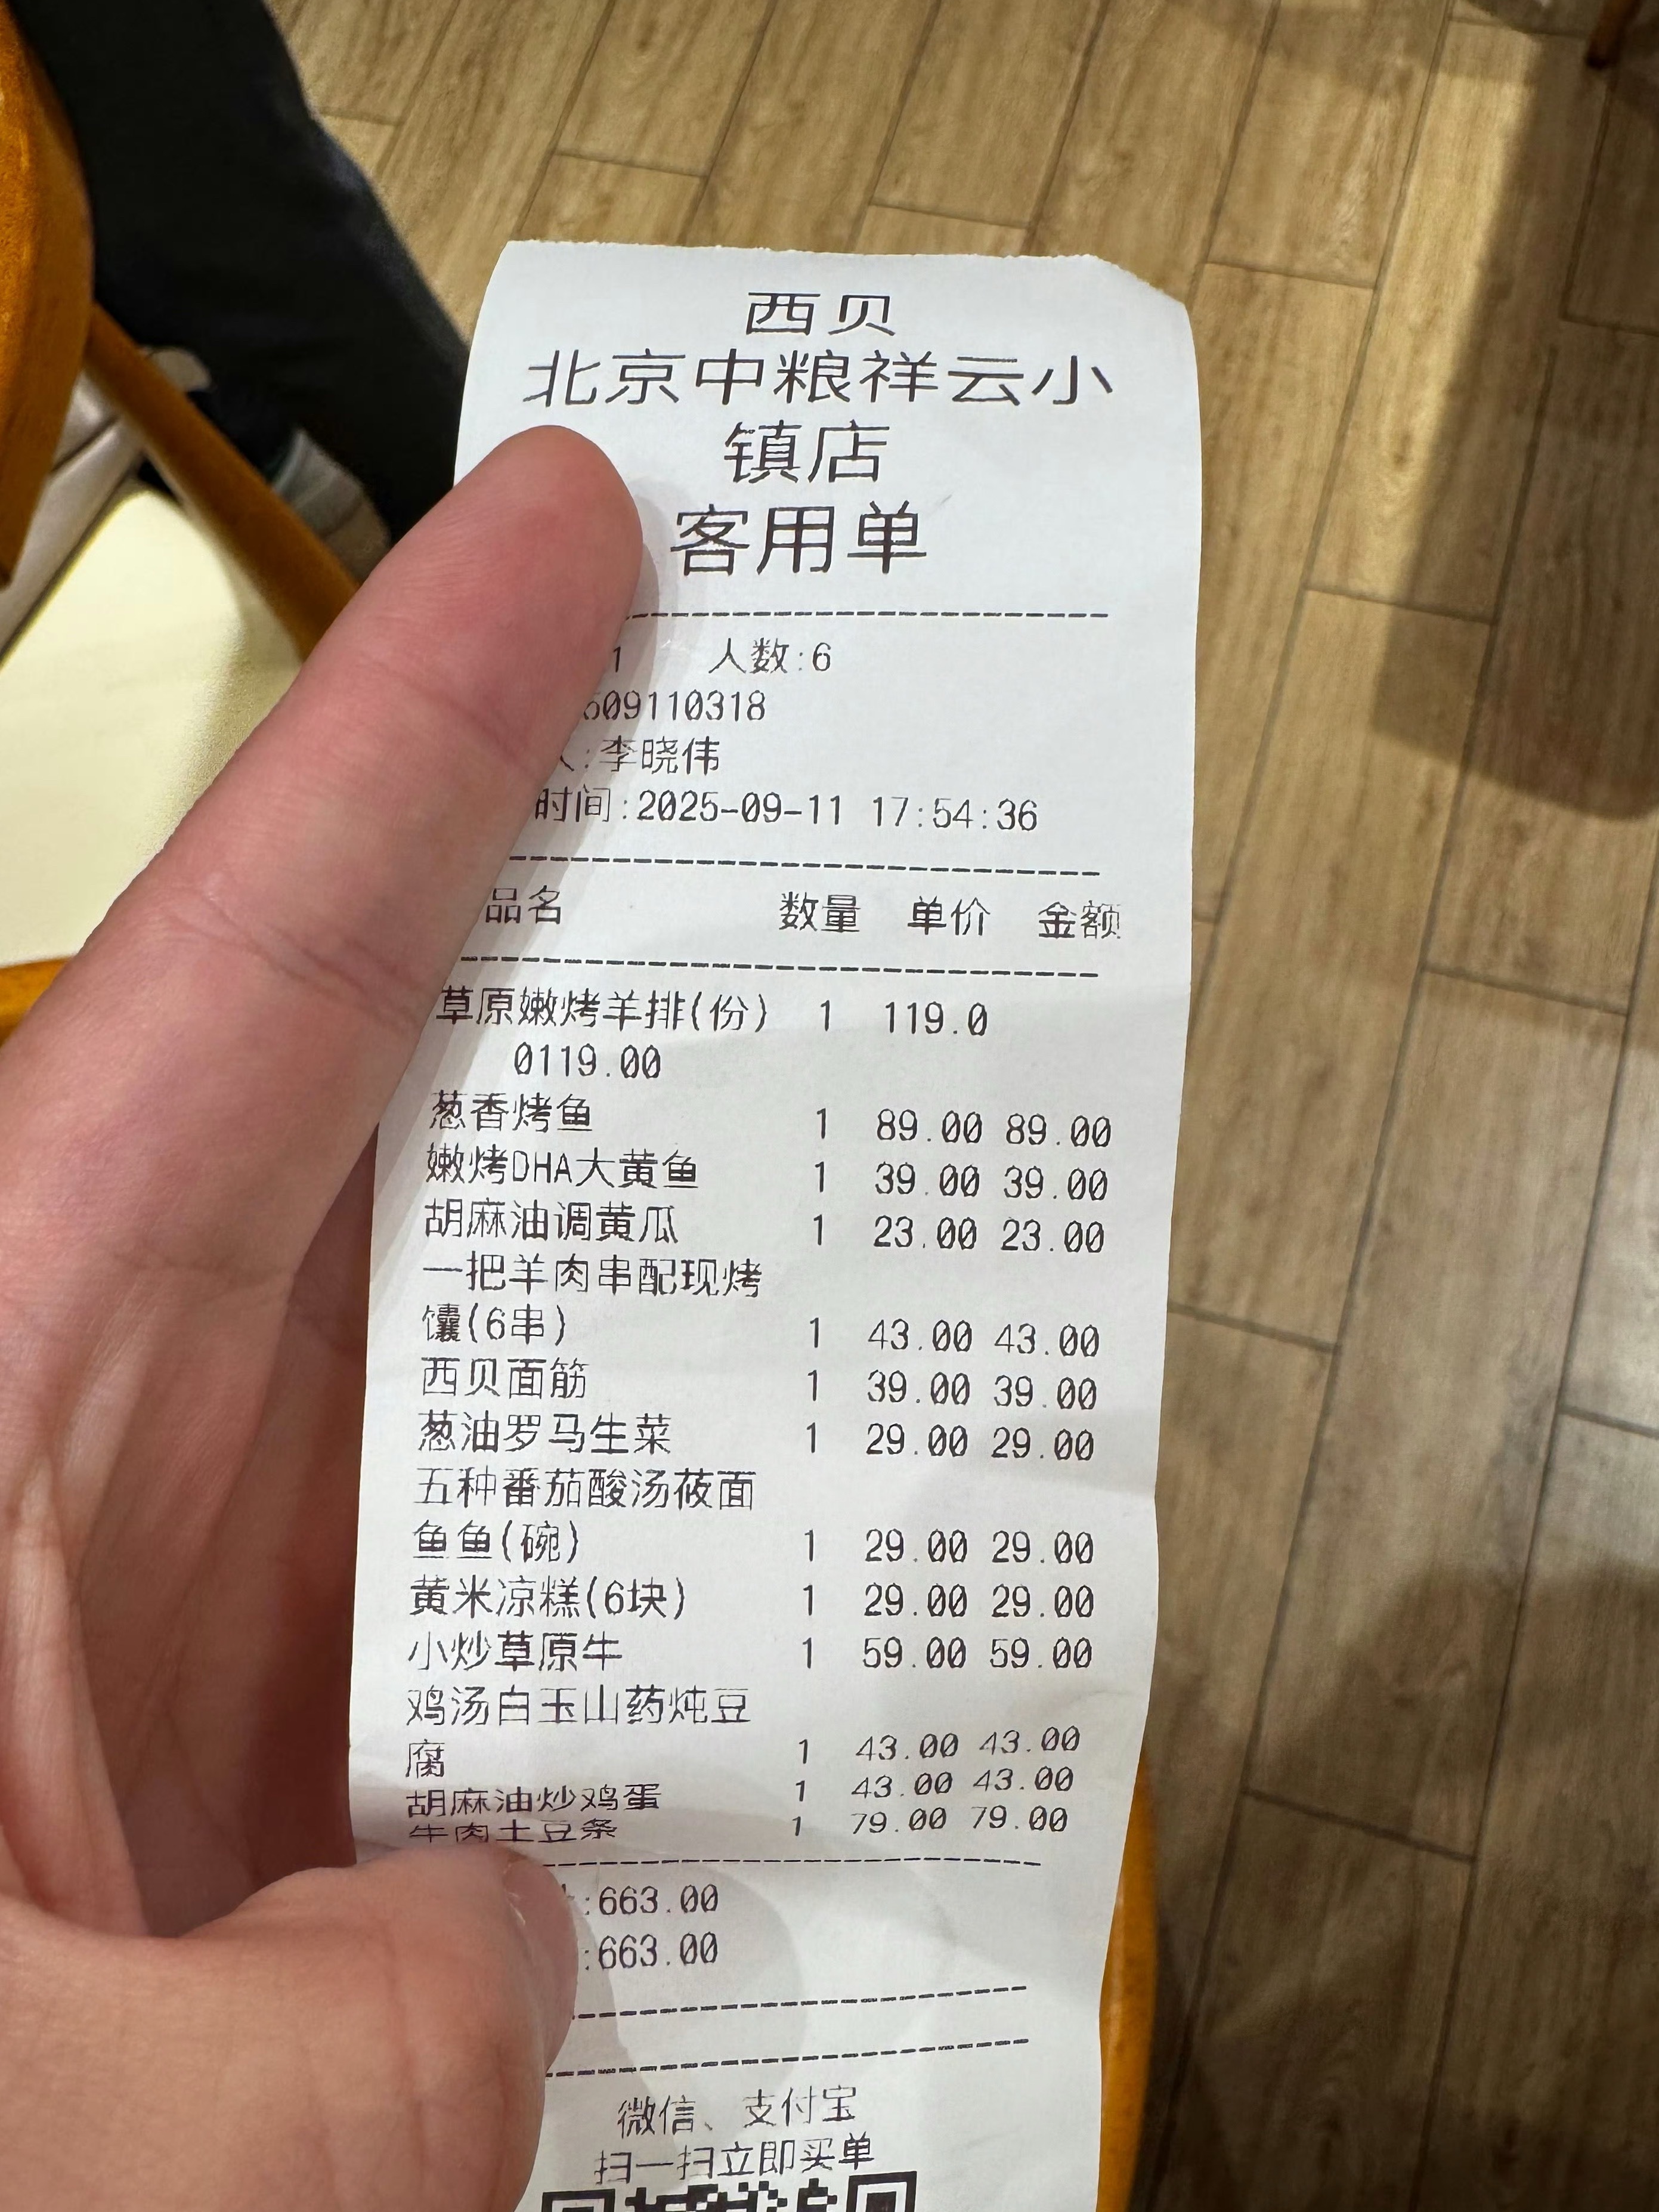 西贝
北京中粮祥云小
镇店
客用单
1 人数:6
509110318
:李晓伟
时间:2025-09-11 17:54:36
品名 数量 单价 金额
草原嫩烤羊排(份) 1 119.0
0119.00
葱香烤鱼 1 89.00 89.00
嫩烤DHA大黄鱼 1 39.00 39.00
胡麻油调黄瓜 1 23.00 23.00
一把羊肉串配现烤
馕(6串) 1 43.00 43.00
西贝面筋 1 39.00 39.00
葱油罗马生菜 1 29.00 29.00
五种番茄酸汤莜面
鱼鱼(碗) 1 29.00 29.00
黄米凉糕(6块) 1 29.00 29.00
小炒草原牛 1 59.00 59.00
鸡汤白玉山药炖豆
腐 1 43.00 43.00
胡麻油炒鸡蛋 1 43.00 43.00
牛肉土豆条 1 79.00 79.00
:663.00
:663.00
微信、支付宝
扫一扫立即买单